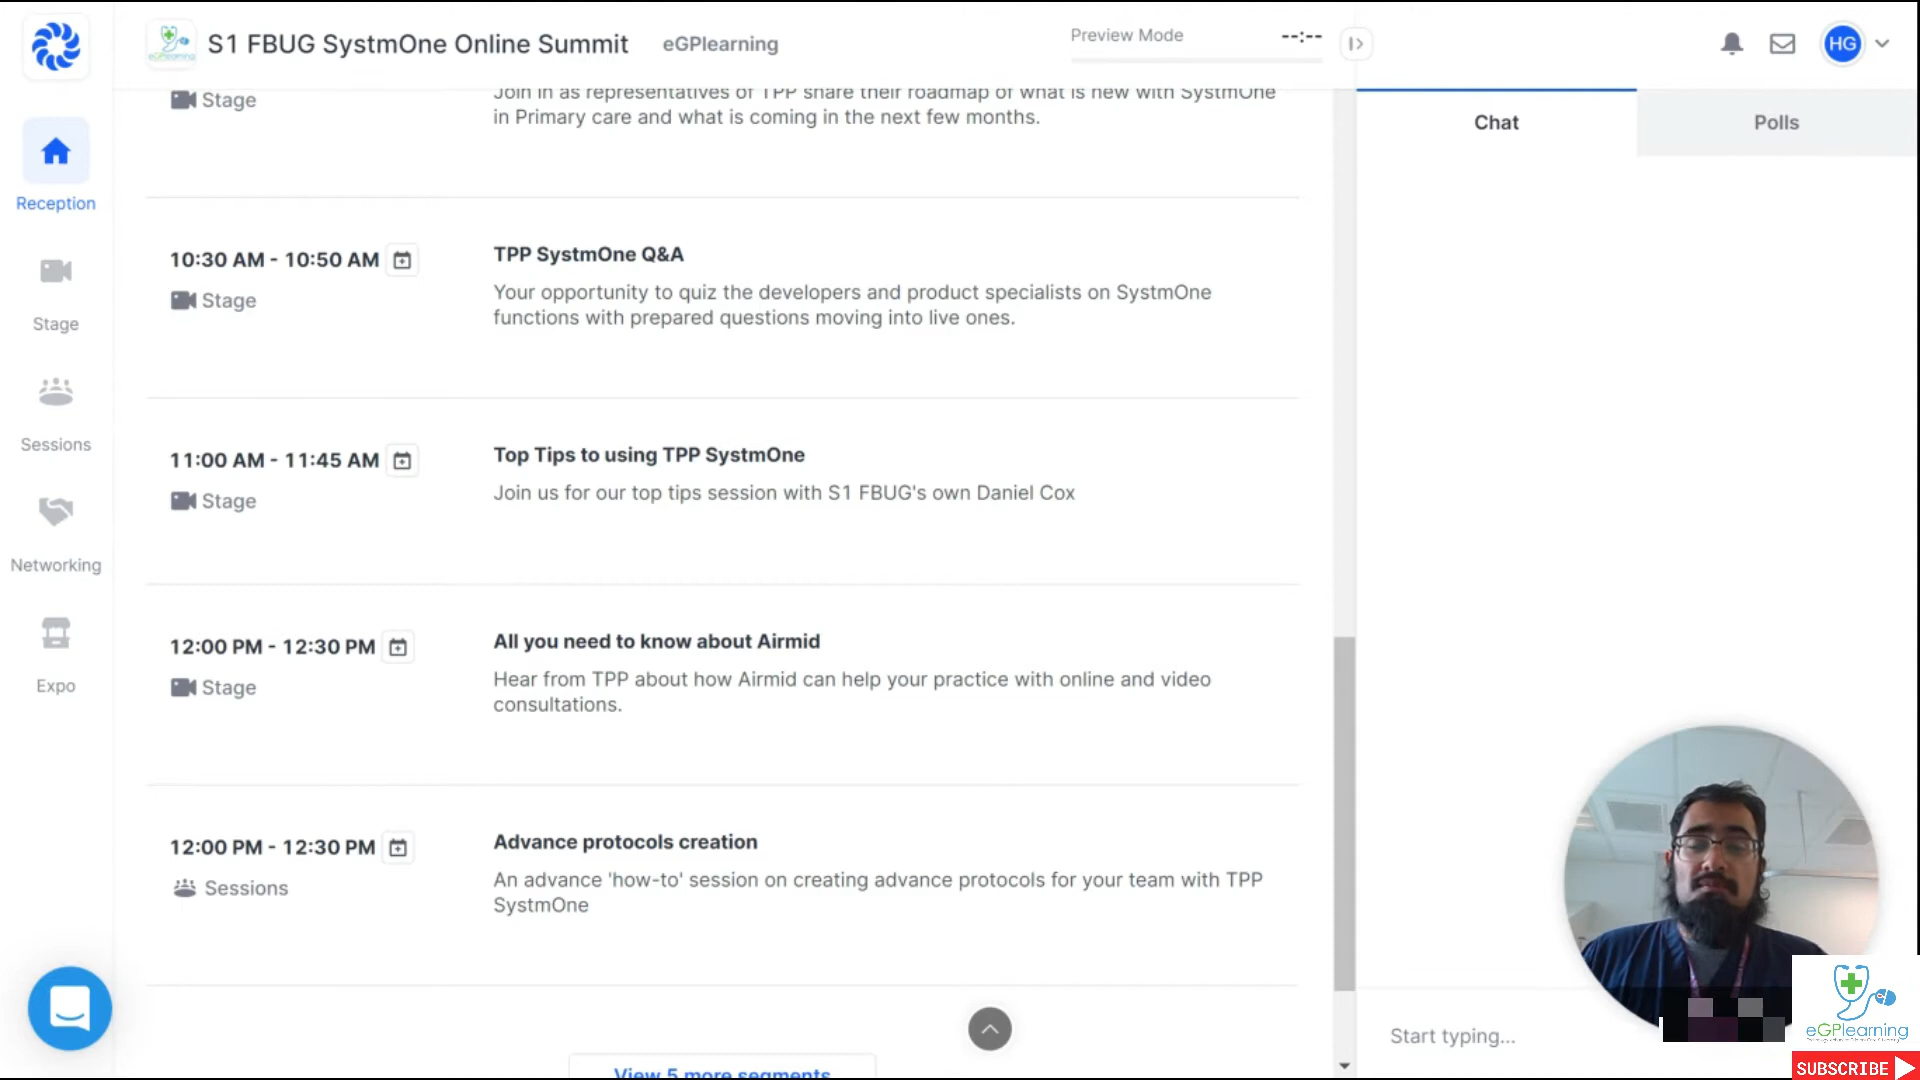 S1 FBUG SystmOne Online Summit
eGPlearning
Preview Mode
--:--
HG
Reception
Stage
Sessions
Networking
Expo
Stage
Join in as representatives of TPP share their roadmap of what is new with SystmOne
in Primary care and what is coming in the next few months.
10:30 AM - 10:50 AM
Stage
TPP SystmOne Q&A
Your opportunity to quiz the developers and product specialists on SystmOne
functions with prepared questions moving into live ones.
11:00 AM - 11:45 AM
Stage
Top Tips to using TPP SystmOne
Join us for our top tips session with S1 FBUG's own Daniel Cox
12:00 PM - 12:30 PM
Stage
All you need to know about Airmid
Hear from TPP about how Airmid can help your practice with online and video
consultations.
12:00 PM - 12:30 PM
Sessions
Advance protocols creation
An advance 'how-to' session on creating advance protocols for your team with TPP
SystmOne
View 5 more segments
Chat
Polls
Start typing...
eGPlearning
SUBSCRIBE